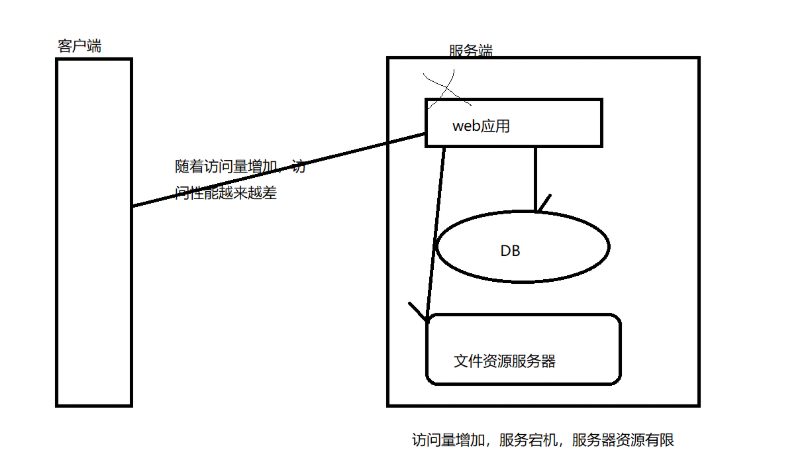 客户端
服务端
web应用
随着访问量增加，访
问性能越来越差
DB
文件资源服务器
访问量增加，服务宕机，服务器资源有限